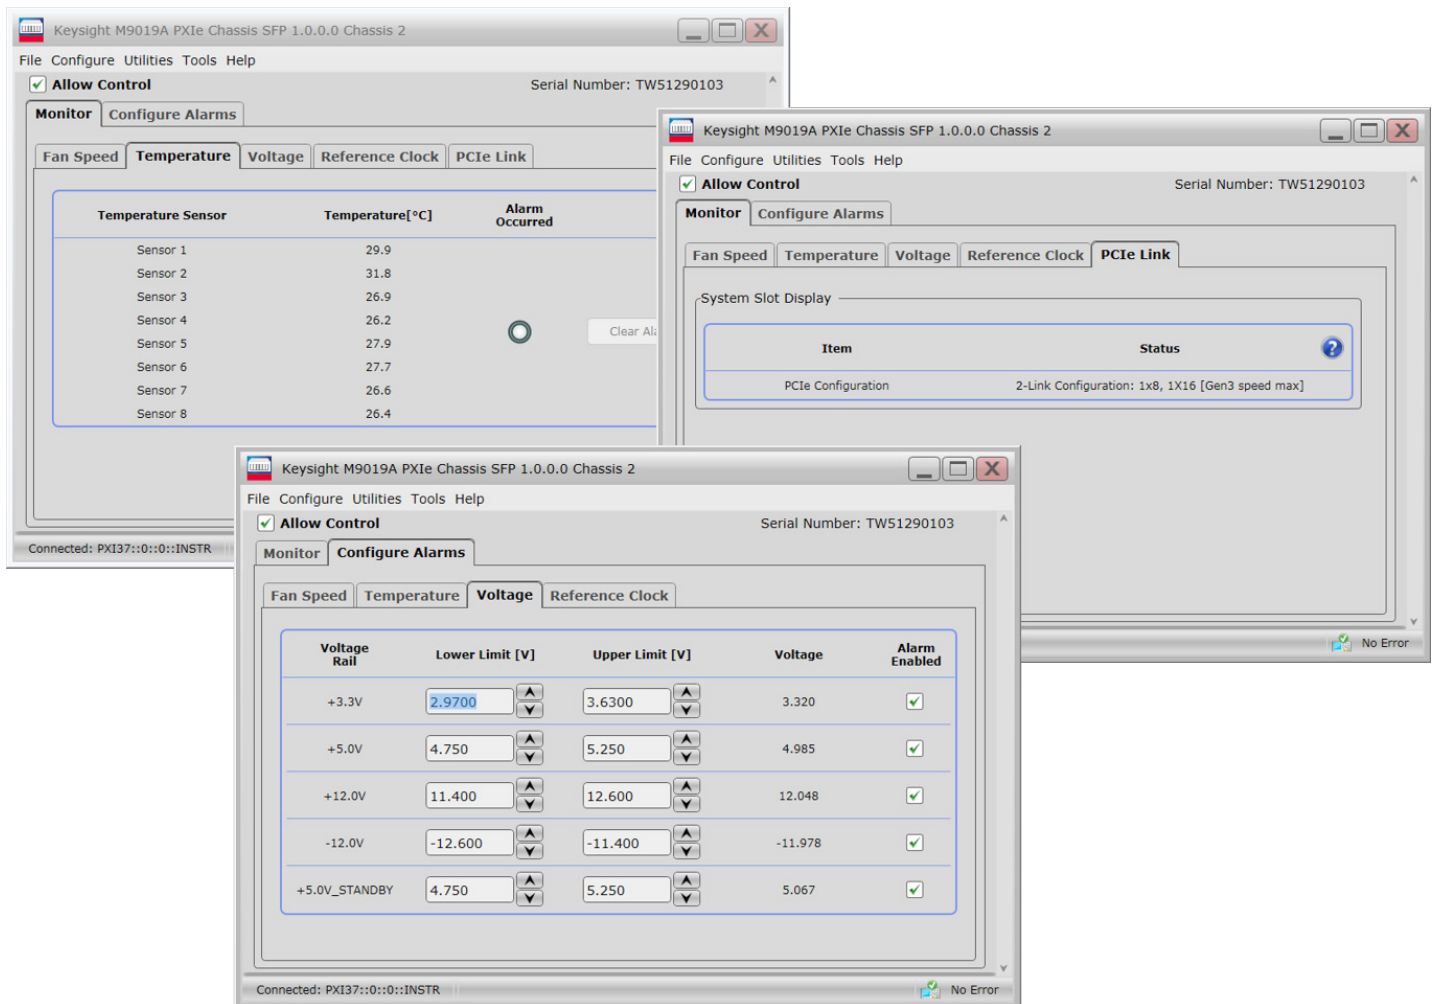 Keysight M9019A PXIe Chassis SFP 1.0.0.0 Chassis 2
File Configure Utilities Tools Help
Allow Control Serial Number: TW51290103
Monitor Configure Alarms
Fan Speed Temperature Voltage Reference Clock PCIe Link
Temperature Sensor Temperature[°C] Alarm Occurred
Sensor 1 29.9
Sensor 2 31.8
Sensor 3 26.9
Sensor 4 26.2
Sensor 5 27.9
Sensor 6 27.7
Sensor 7 26.6
Sensor 8 26.4
Clear
Connected: PXI37::0::0::INSTR
Keysight M9019A PXIe Chassis SFP 1.0.0.0 Chassis 2
File Configure Utilities Tools Help
Allow Control Serial Number: TW51290103
Monitor Configure Alarms
Fan Speed Temperature Voltage Reference Clock PCIe Link
System Slot Display
Item Status ?
PCIe Configuration 2-Link Configuration: 1x8, 1X16 [Gen3 speed max]
No Error
Keysight M9019A PXIe Chassis SFP 1.0.0.0 Chassis 2
File Configure Utilities Tools Help
Allow Control Serial Number: TW51290103
Monitor Configure Alarms
Fan Speed Temperature Voltage Reference Clock
Voltage Rail Lower Limit [V] Upper Limit [V] Voltage Alarm Enabled
+3.3V 2.9700 3.6300 3.320
+5.0V 4.750 5.250 4.985
+12.0V 11.400 12.600 12.048
-12.0V -12.600 -11.400 -11.978
+5.0V_STANDBY 4.750 5.250 5.067
Connected: PXI37::0::0::INSTR No Error